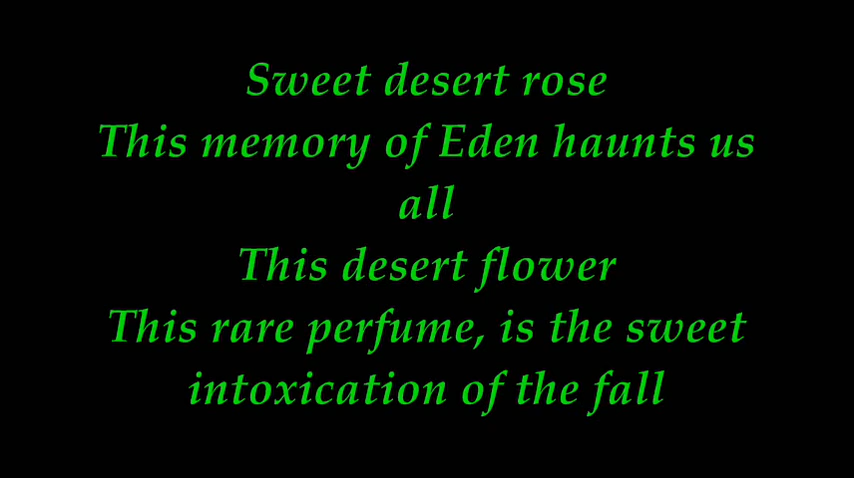 Sweet desert rose
This memory of Eden haunts us
all
This desert flower
This rare perfume, is the sweet
intoxication of the fall